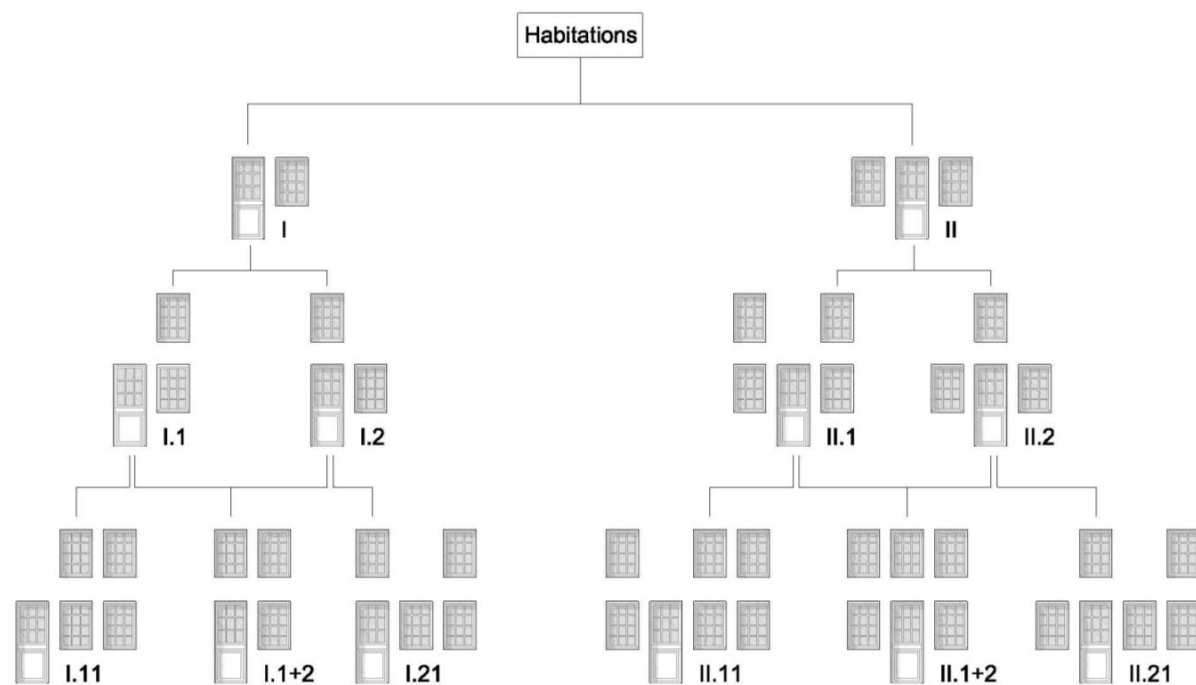 Habitations
I
II
I.1
I.2
II.1
II.2
I.11
I.1+2
I.21
II.11
II.1+2
II.21